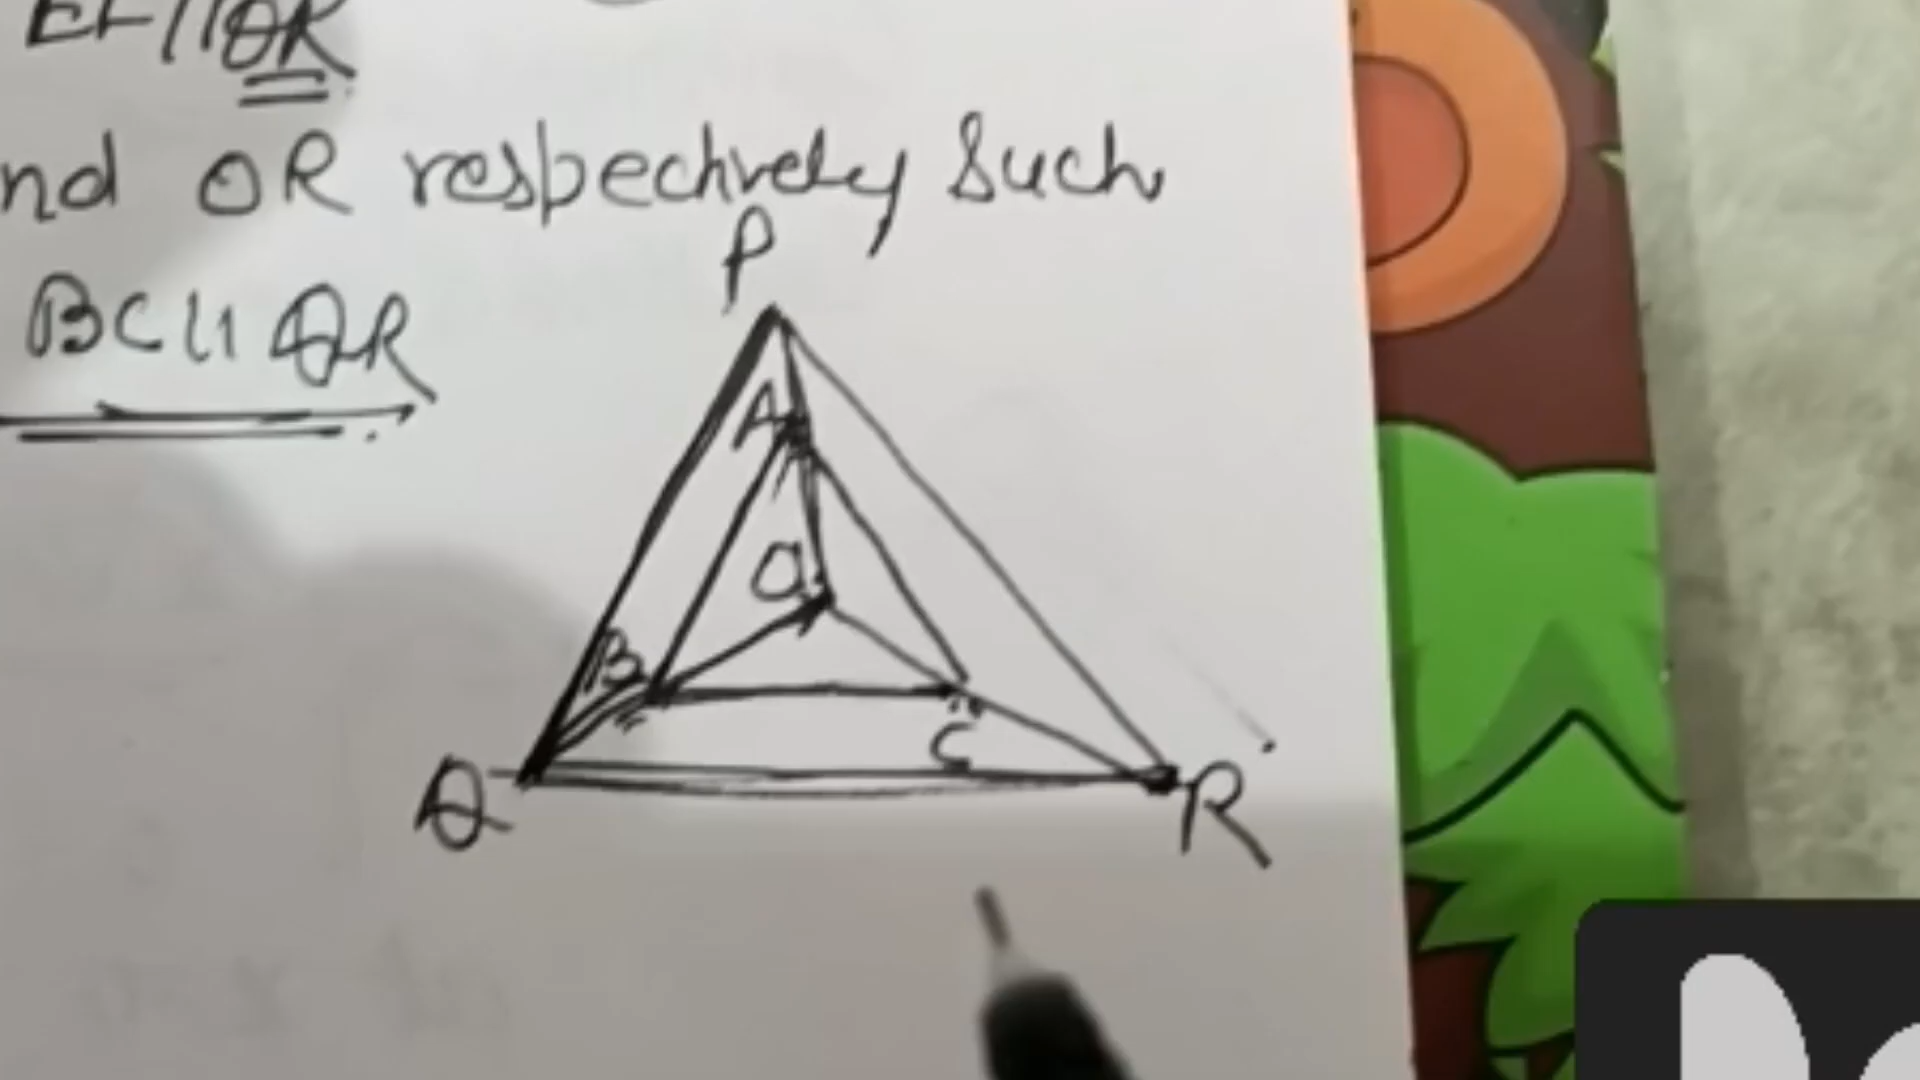 EF||QR
nd OR respectively Such
BC || QR
P
A
O
B
C
Q
R